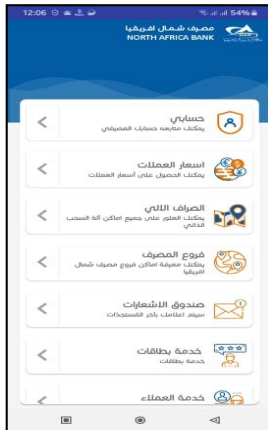 12:06
54%
مصرف شمال افريقيا
NORTH AFRICA BANK
حسابي
يمكنك متابعه حسابك المصرفي
اسعار العملات
يمكنك الحصول على أسعار العملات
الصراف الالي
يمكنك العثور على جميع اماكن آلة السحب
الذاتي
فروع المصرف
يمكنك معرفة اماكن فروع مصرف شمال
افريقيا
صندوق الاشعارات
سيتم اعلامك بآخر المستجدات
خدمة بطاقات
خدمة بطاقات
خدمة العملاء